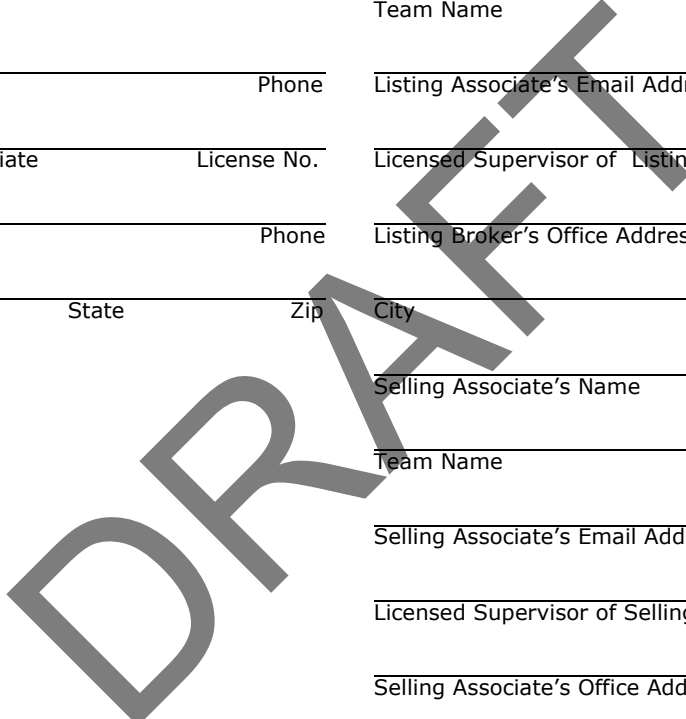 Phone
iate License No.
Phone
State Zip
Team Name
Listing Associate’s Email Addr
Licensed Supervisor of Listin
Listing Broker’s Office Addres
City
Selling Associate’s Name
Team Name
Selling Associate’s Email Add
Licensed Supervisor of Selling
Selling Associate’s Office Add
DRAFT